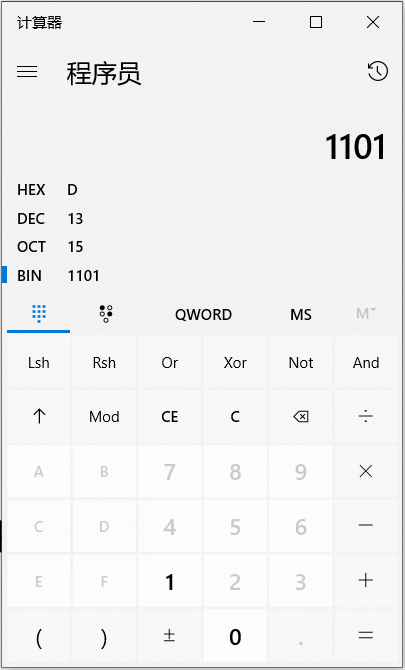 计算器
程序员
1101
HEX D
DEC 13
OCT 15
BIN 1101
QWORD MS M
Lsh Rsh Or Xor Not And
↑ Mod CE C ÷
A B 7 8 9 ×
C D 4 5 6 −
E F 1 2 3 +
( ) ± 0 . =